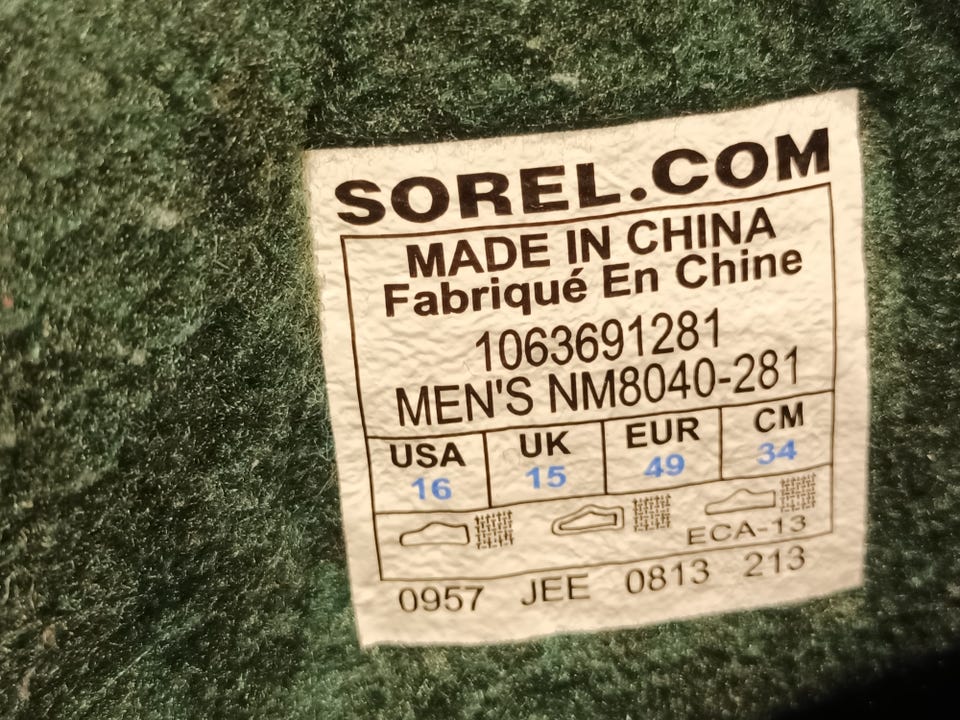 SOREL.COM
MADE IN CHINA
Fabriqué En Chine
1063691281
MEN'S NM8040-281
USA UK EUR CM
16 15 49 34
ECA-13
0957 JEE 0813 213